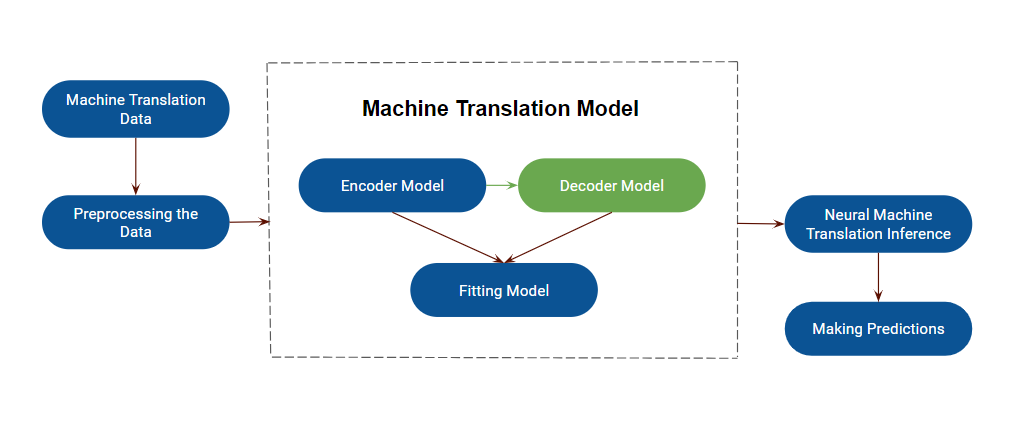 Machine Translation
Data
Preprocessing the
Data
Machine Translation Model
Encoder Model
Decoder Model
Fitting Model
Neural Machine
Translation Inference
Making Predictions